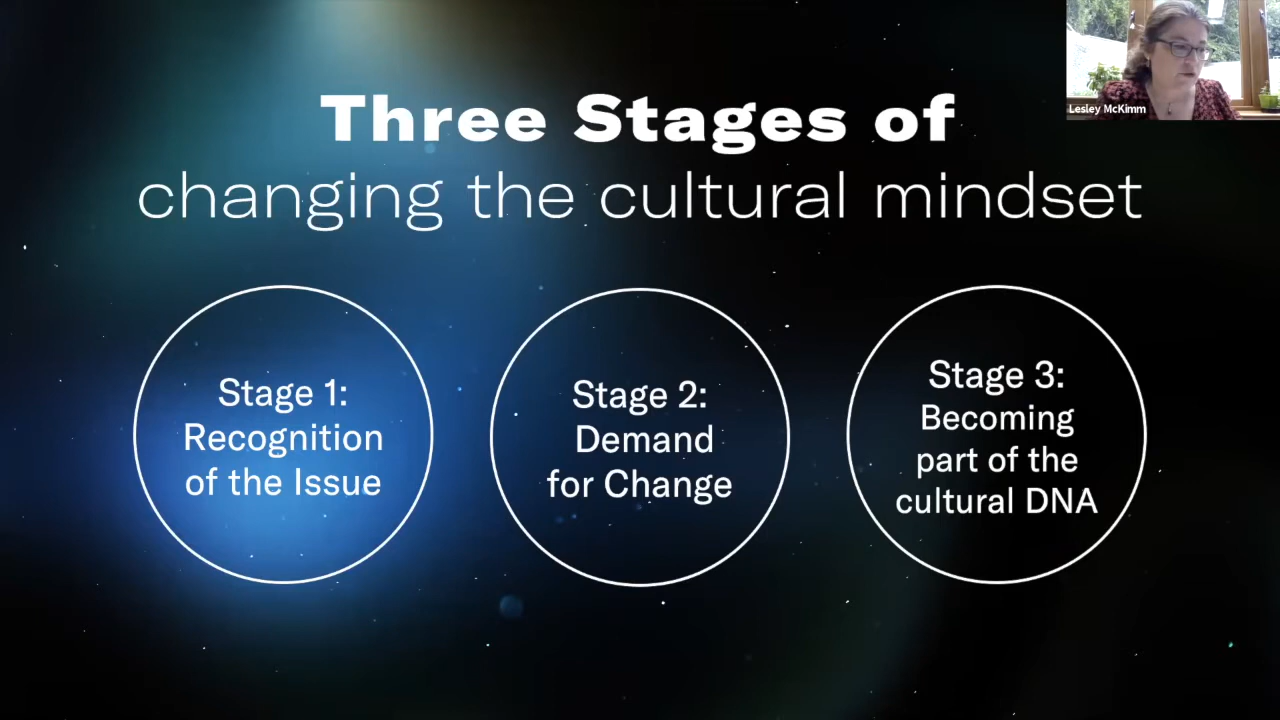 Three Stages of
changing the cultural mindset
Stage 1:
Recognition
of the Issue
Stage 2:
Demand
for Change
Stage 3:
Becoming
part of the
cultural DNA
Lesley McKimm